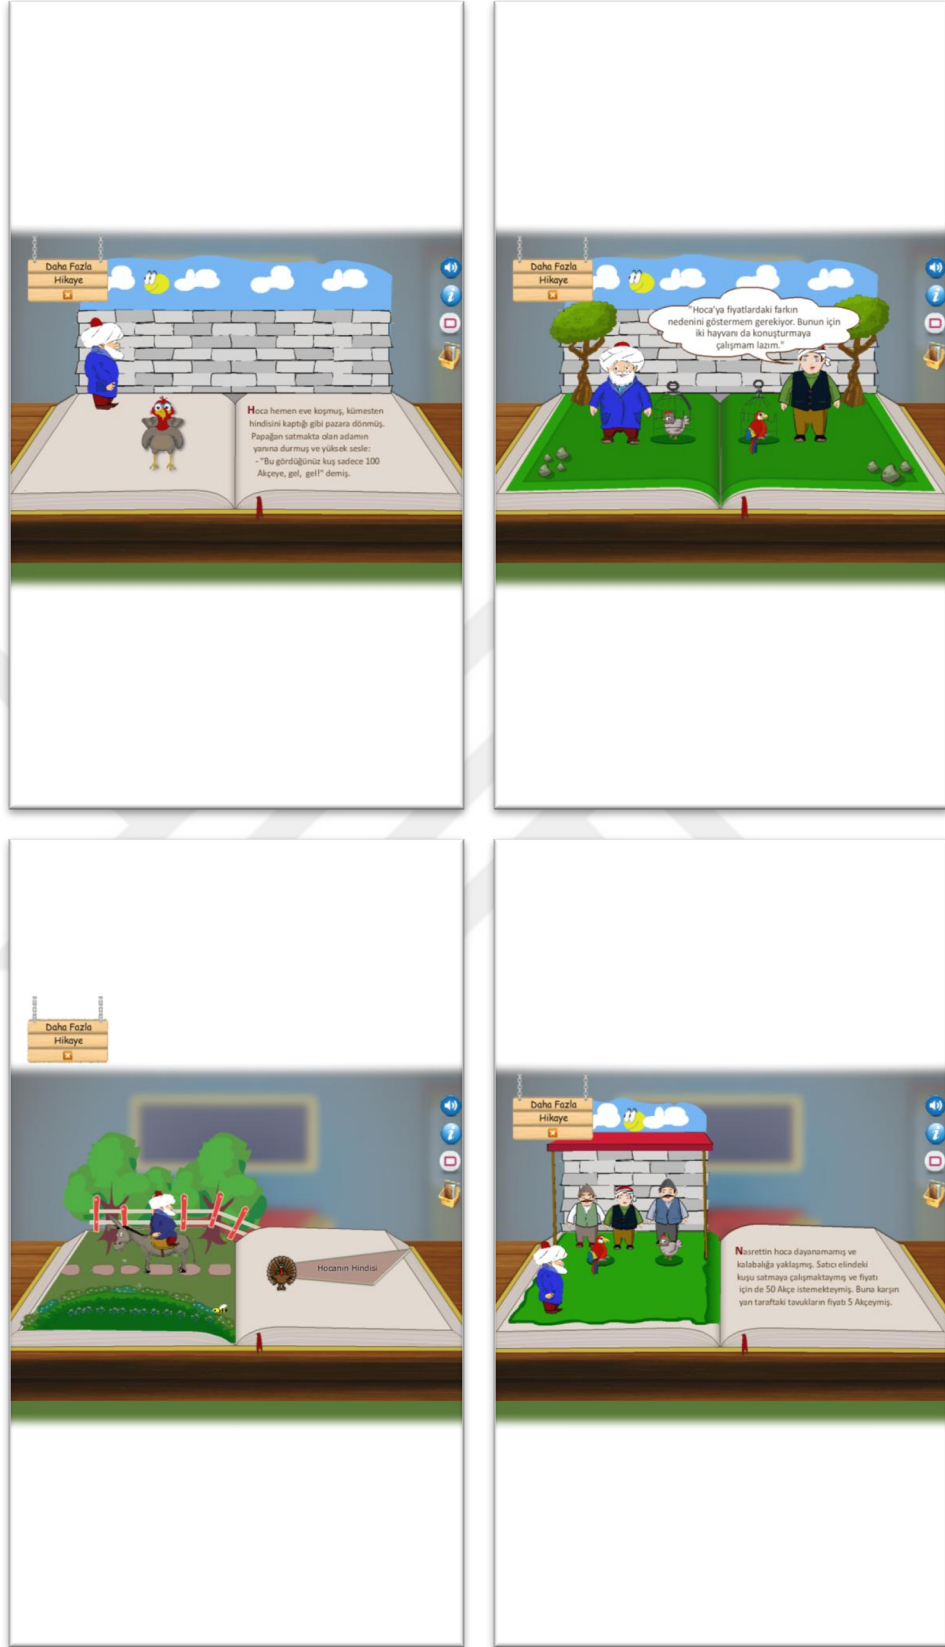 Daha Fazla
Hikaye
Hoca hemen eve koşmuş, kümesten
hindisini kaptığı gibi pazara dönmüş.
Papağan satmakta olan adamın
yanına durmuş ve yüksek sesle:
- "Bu gördüğünüz kuş sadece 100
Akçeye, gel, gel!" demiş.
Daha Fazla
Hikaye
"Hoca'ya fiyatlardaki farkın
nedenini göstermem gerekiyor. Bunun için
iki hayvanı da konuşturmaya
çalışmam lazım."
Daha Fazla
Hikaye
Hocanın Hindisi
Daha Fazla
Hikaye
Nasrettin hoca dayanamamış ve
kalabalığa yaklaşmış. Satıcı elindeki
kuşu satmaya çalışmaktaymış ve fiyatı
için de 50 Akçe istemekteymiş. Buna karşın
yan taraftaki tavukların fiyatı 5 Akçeymiş.